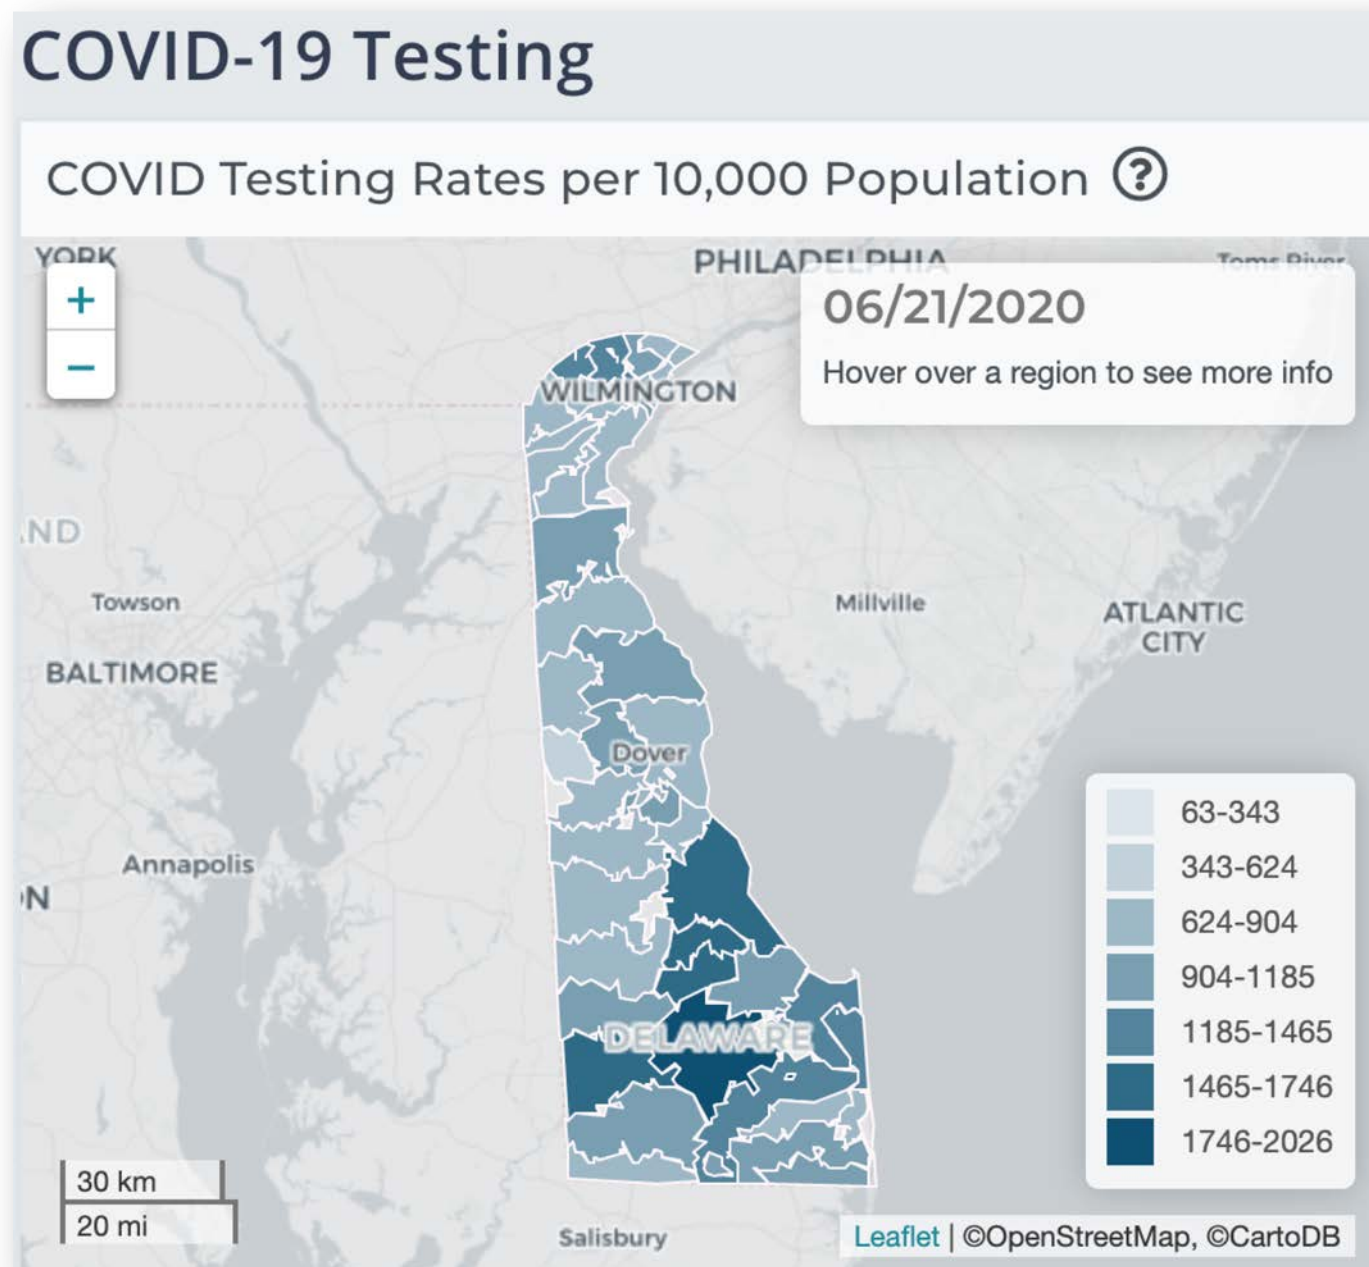 COVID-19 Testing
COVID Testing Rates per 10,000 Population ?
YORK
+
−
PHILADELPHIA
Toms River
06/21/2020
Hover over a region to see more info
WILMINGTON
ND
Towson
Millville
ATLANTIC
CITY
BALTIMORE
Dover
Annapolis
N
DELAWARE
63-343
343-624
624-904
904-1185
1185-1465
1465-1746
1746-2026
30 km
20 mi
Salisbury
Leaflet | ©OpenStreetMap, ©CartoDB